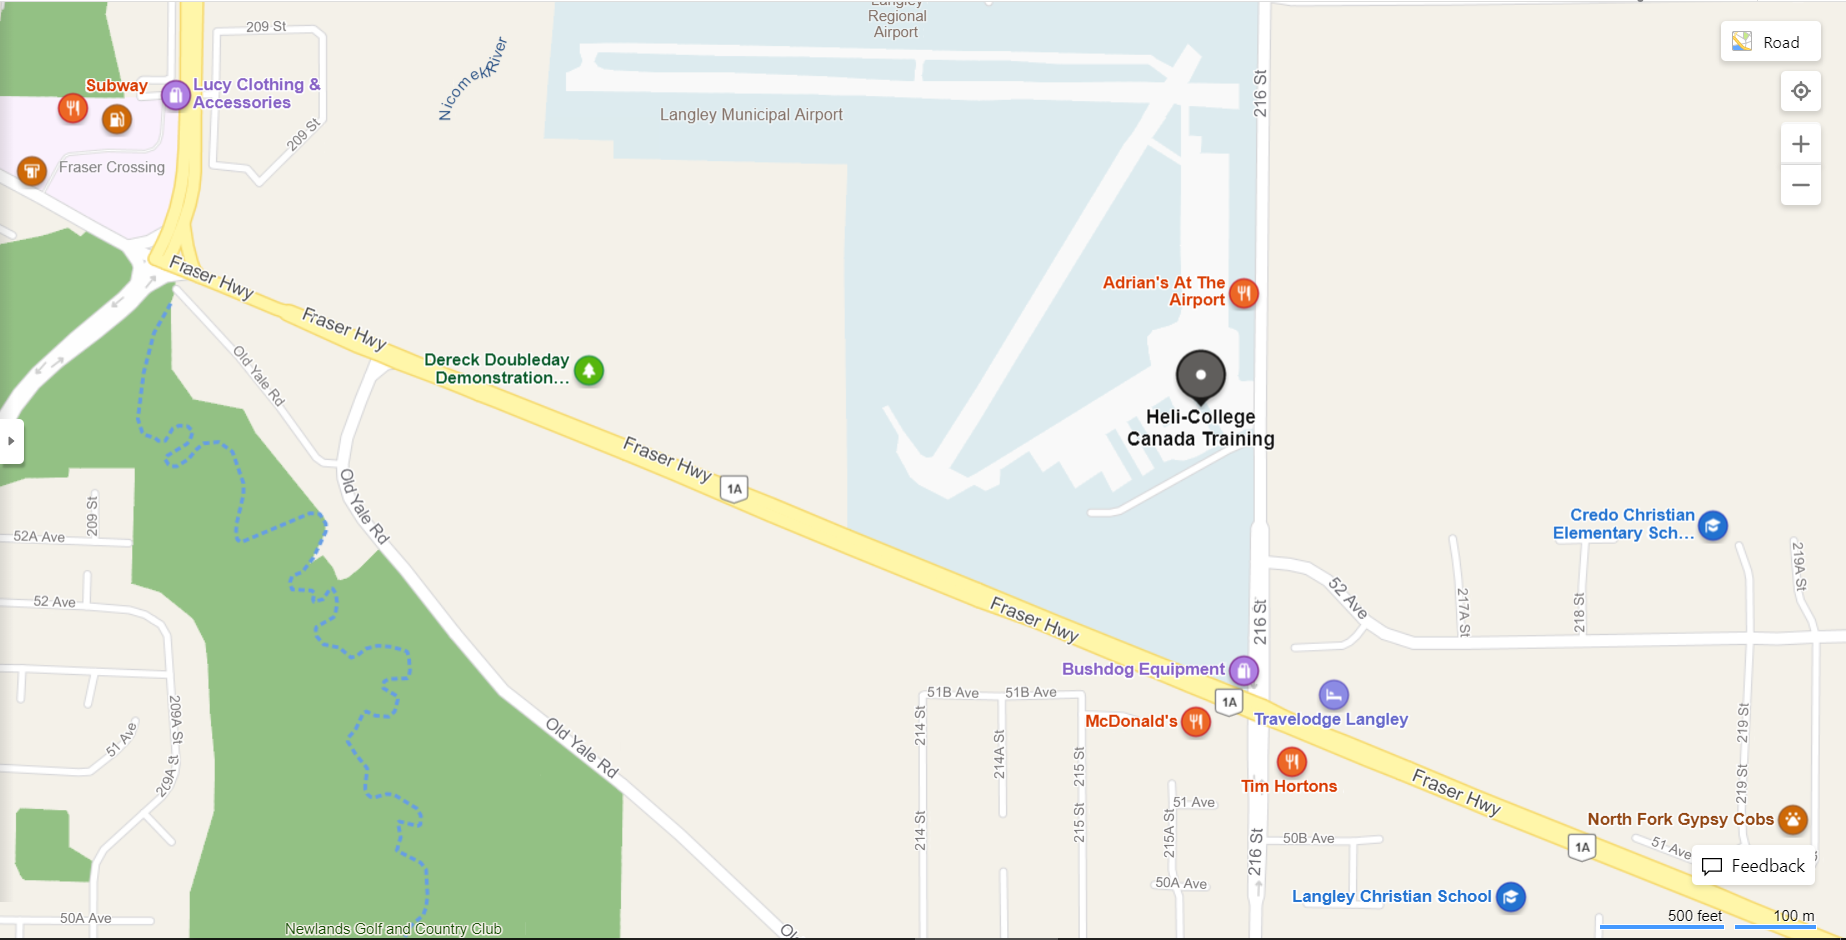 Langley
Regional
Airport
209 St
Road
Subway
Lucy Clothing &
Accessories
Nicomekl River
Langley Municipal Airport
216 St
209 St
Fraser Crossing
Fraser Hwy
Adrian's At The
Airport
Fraser Hwy
Old Yale Rd
Dereck Doubleday
Demonstration...
Heli-College
Canada Training
Fraser Hwy
1A
Old Yale Rd
209 St
52A Ave
Credo Christian
Elementary Sch...
219A St
52 Ave
217A St
218 St
52 Ave
Fraser Hwy
216 St
Bushdog Equipment
51B Ave
51B Ave
1A
Travelodge Langley
McDonald's
214 St
214A St
215 St
209A St
51 Ave
Old Yale Rd
219 St
Tim Hortons
Fraser Hwy
209A St
51 Ave
219 St
North Fork Gypsy Cobs
214 St
215 St
215A St
216 St
50B Ave
1A
51 Ave
Feedback
50A Ave
Langley Christian School
50A Ave
Newlands Golf and Country Club
Ol
500 feet
100 m